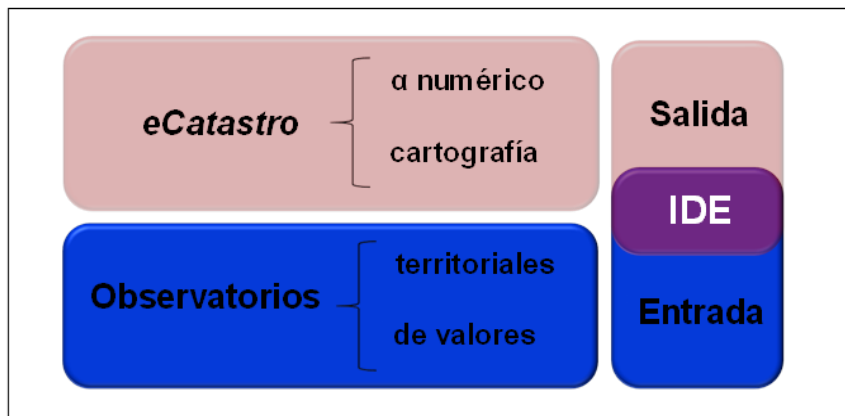 α numérico
eCatastro
cartografía
Salida
IDE
territoriales
Observatorios
de valores
Entrada